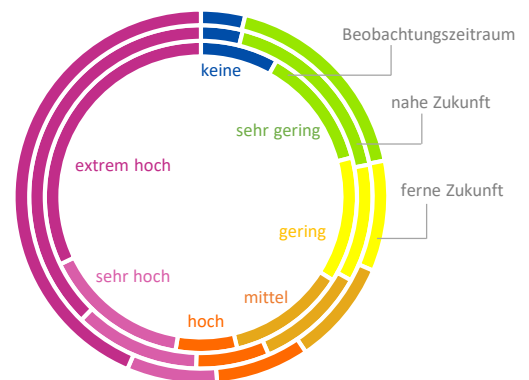 Beobachtungszeitraum
keine
nahe Zukunft
sehr gering
extrem hoch
ferne Zukunft
gering
sehr hoch
mittel
hoch